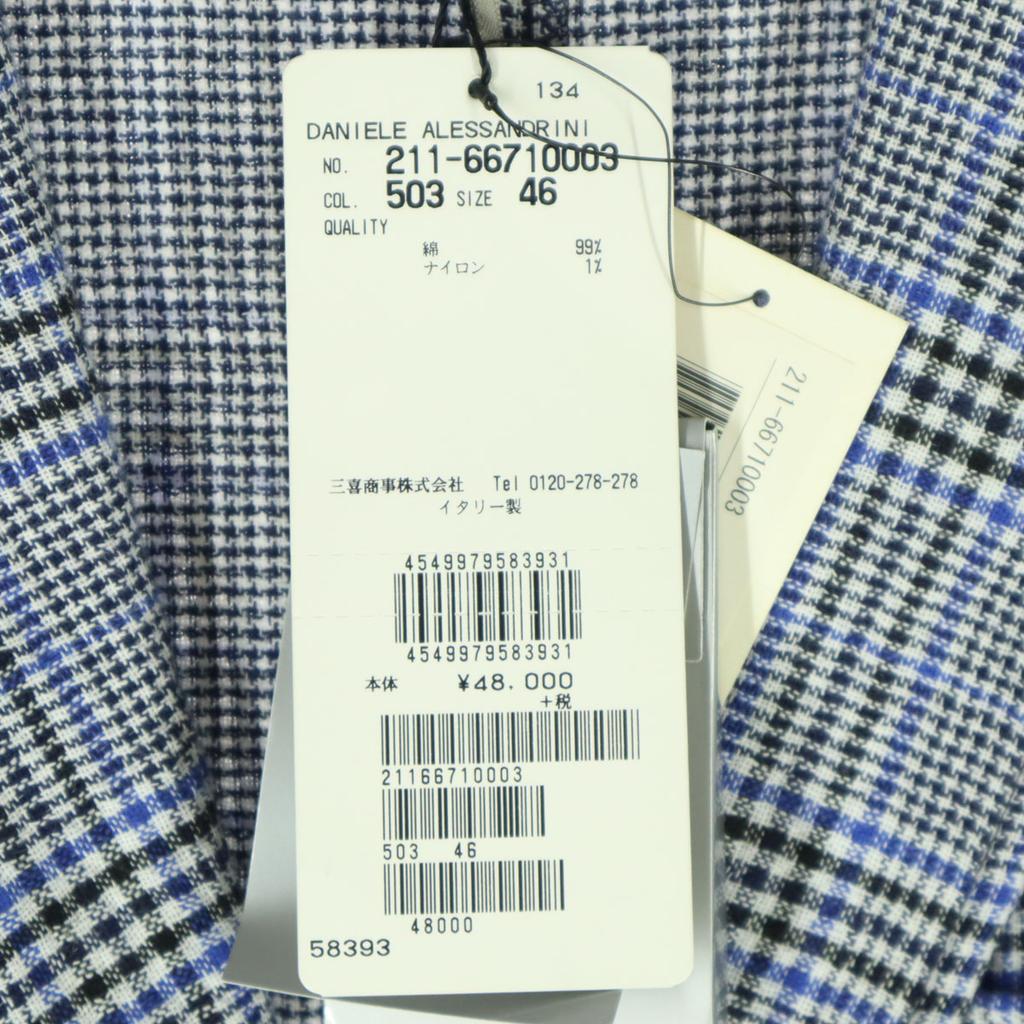 134
DANIELE ALESSANDRINI
NO. 211-66710003
COL. 503 SIZE 46
QUALITY
綿 99%
ナイロン 1%
三喜商事株式会社 Tel 0120-278-278
イタリー製
4549979583931
4549979583931
本体 ¥48,000
+税
21166710003
503 46
48000
58393
211-66710003